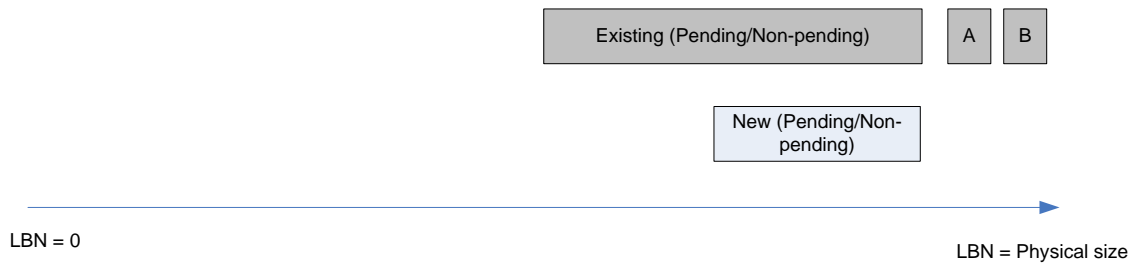 Existing (Pending/Non-pending)
A
B
New (Pending/Non-
pending)
LBN = 0
LBN = Physical size